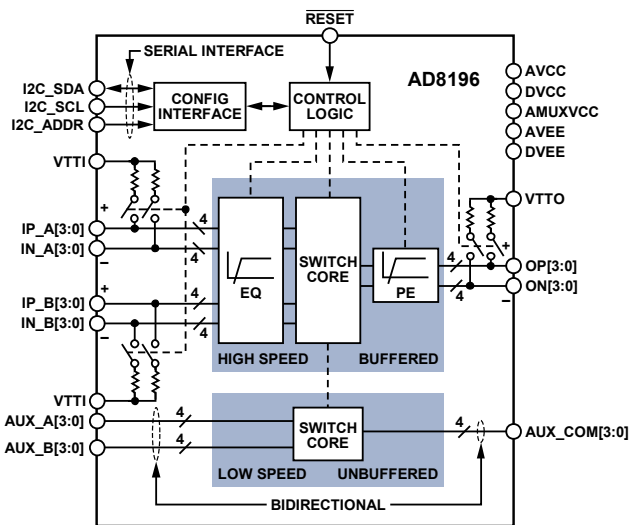 RESET
SERIAL INTERFACE
AD8196
I2C_SDA
I2C_SCL
I2C_ADDR
CONFIG
INTERFACE
CONTROL
LOGIC
AVCC
DVCC
AMUXVCC
AVEE
DVEE
VTTI
VTTO
+
IP_A[3:0]
4
IN_A[3:0]
4
–
+
IP_B[3:0]
4
IN_B[3:0]
4
–
EQ
SWITCH
CORE
PE
+
4
OP[3:0]
4
ON[3:0]
–
HIGH SPEED
BUFFERED
VTTI
AUX_A[3:0]
4
AUX_B[3:0]
4
SWITCH
CORE
4
AUX_COM[3:0]
LOW SPEED
UNBUFFERED
BIDIRECTIONAL